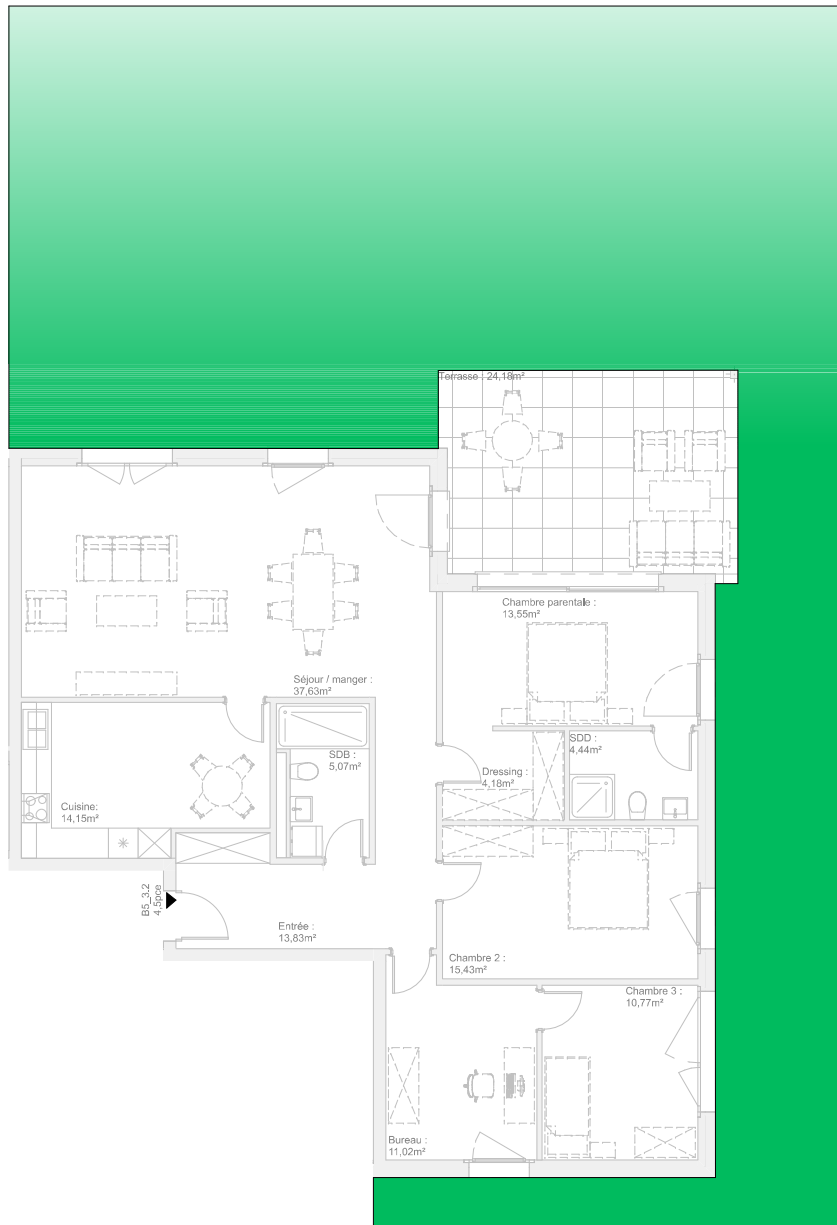 Terrasse : 24,18m²
Chambre parentale :
13,55m²
Séjour / manger :
37,63m²
SDB :
5,07m²
SDD :
4,44m²
Dressing :
4,18m²
Cuisine:
14,15m²
B5_3.2
4,5pce
Entrée :
13,83m²
Chambre 2 :
15,43m²
Chambre 3 :
10,77m²
Bureau :
11,02m²